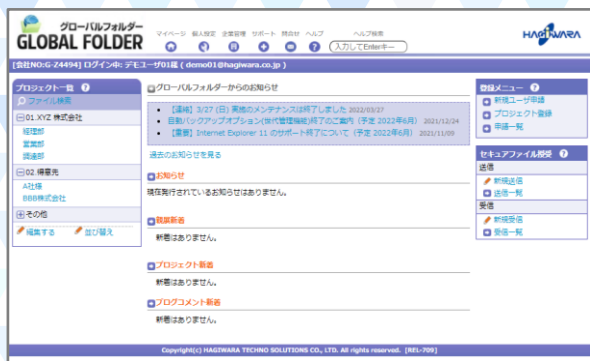 グローバルフォルダー
GLOBAL FOLDER
マイページ 個人設定 企業管理 サポート 問合せ ヘルプ ヘルプ検索
入力してEnterキー
HAGIWARA
[会社NO:G-Z4494] ログイン中: デモユーザ01様 ( demo01@hagiwara.co.jp )
プロジェクト一覧
ファイル検索
01.XYZ 株式会社
経理部
営業部
調達部
02.得意先
A社様
BBB株式会社
その他
編集する 並び替え
グローバルフォルダーからのお知らせ
【連絡】3/27 (日) 実施のメンテナンスは終了しました 2022/03/27
自動バックアップオプション(世代管理機能)終了のご案内 (予定 2022年6月) 2021/12/24
【重要】Internet Explorer 11 のサポート終了について (予定 2022年6月) 2021/11/09
過去のお知らせを見る
お知らせ
現在発行されているお知らせはありません。
親展新着
新着はありません。
プロジェクト新着
新着はありません。
ブログコメント新着
新着はありません。
登録メニュー
新規ユーザ申請
プロジェクト登録
申請一覧
セキュアファイル授受
送信
新規送信
送信一覧
受信
新規受信
受信一覧
Copyright(c) HAGIWARA TECHNO SOLUTIONS CO., LTD. All rights reserved. [REL-709]